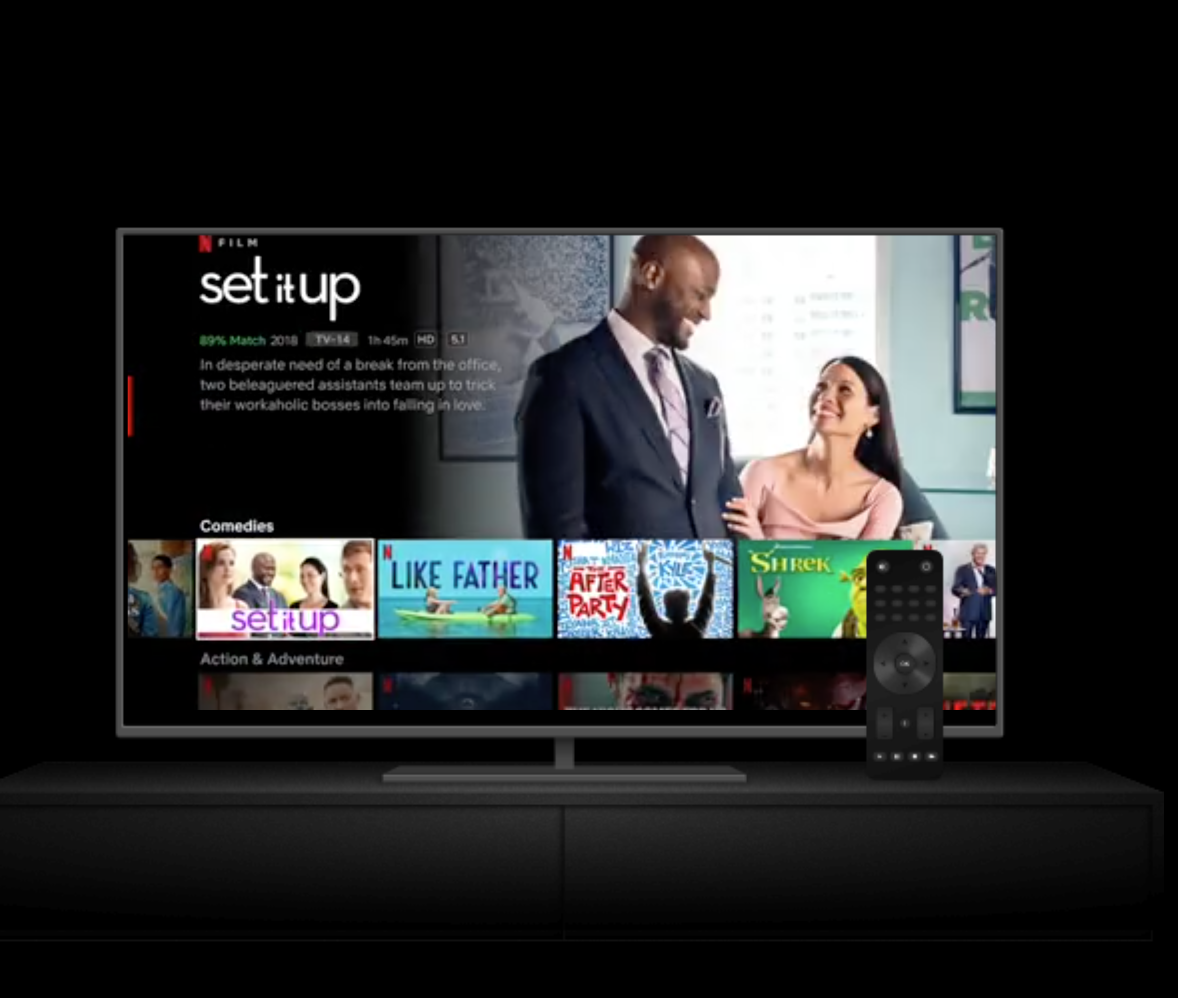 N FILM
set it up
89% Match 2018 TV-14 1h 45m HD 5.1
In desperate need of a break from the office,
two beleaguered assistants team up to trick
their workaholic bosses into falling in love.
Comedies
set it up
LIKE FATHER
THE
AFTER
PARTY
KYLE
SHREK
Action & Adventure